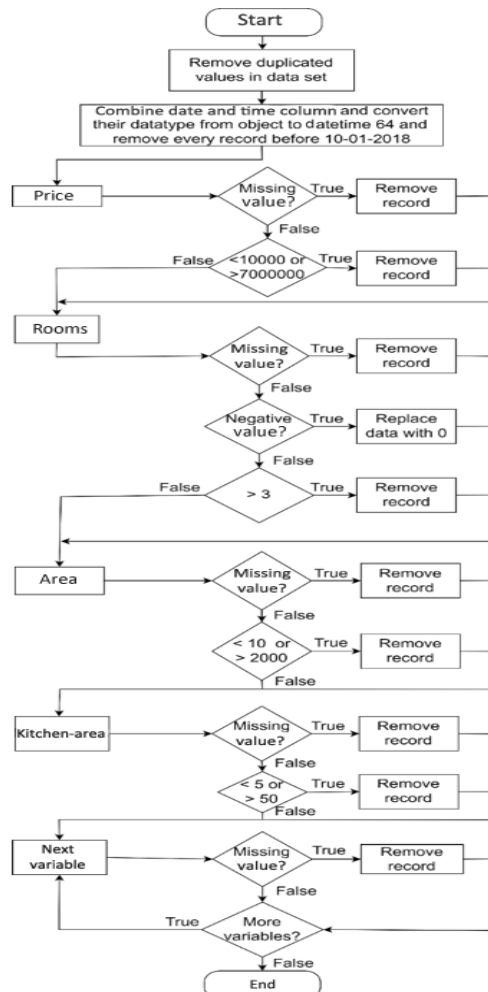 Start
Remove duplicated
values in data set
Combine date and time column and convert
their datatype from object to datetime 64 and
remove every record before 10-01-2018
Price
Missing
value?
True
Remove
record
False
<10000 or
>7000000
False
True
Remove
record
Rooms
Missing
value?
True
Remove
record
False
Negative
value?
True
Replace
data with 0
False
> 3
False
True
Remove
record
Area
Missing
value?
True
Remove
record
False
< 10 or
> 2000
True
Remove
record
False
Kitchen-area
Missing
value?
True
Remove
record
False
< 5 or
> 50
True
Remove
record
False
Next
variable
Missing
value?
True
Remove
record
False
More
variables?
True
False
End